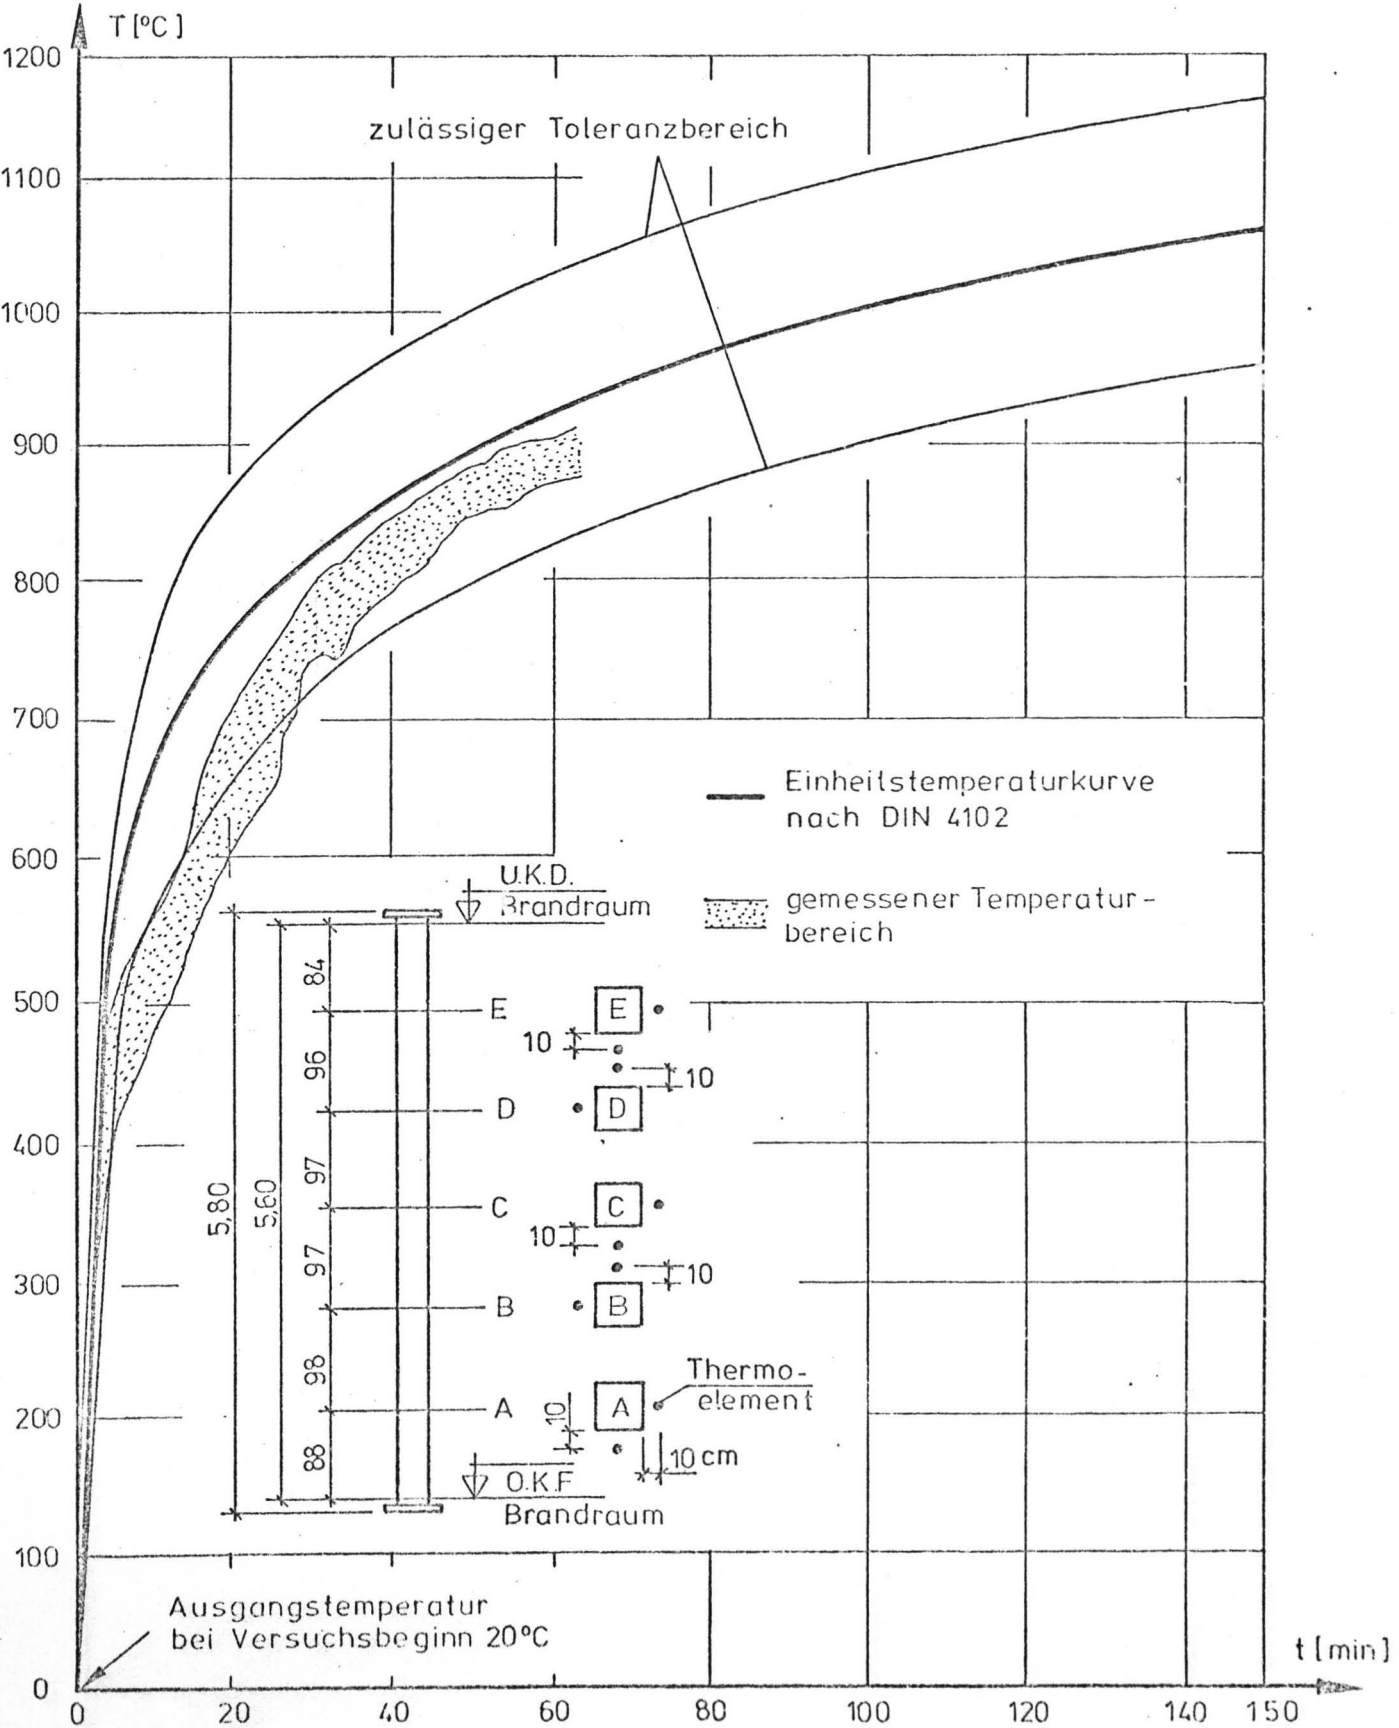 T [°C]
1200
zulässiger Toleranzbereich
1100
1000
900
800
700
Einheitstemperaturkurve
nach DIN 4102
600
U.K.D.
Brandraum
gemessener Temperatur-
bereich
84
500
E
E
10
96
10
D
D
400
97
5,80
5,60
C
C
10
97
10
300
B
B
98
Thermo-
element
200
A
10
A
88
10 cm
O.K.F
Brandraum
100
Ausgangstemperatur
bei Versuchsbeginn 20°C
t [min]
0
0
20
40
60
80
100
120
140
150